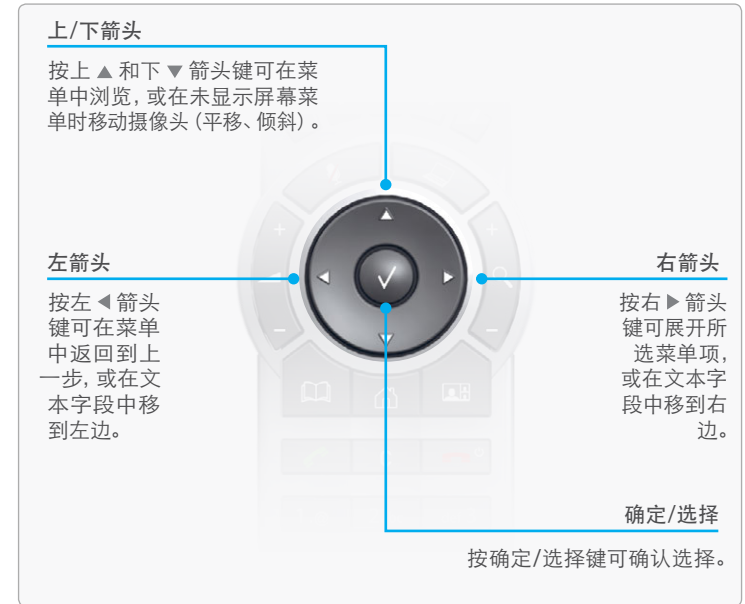 上/下箭头
按上 ▲ 和下 ▼ 箭头键可在菜
单中浏览，或在未显示屏幕菜
单时移动摄像头（平移、倾斜）。
左箭头
按左 ◀ 箭头
键可在菜单
中返回到上
一步，或在文
本字段中移
到左边。
右箭头
按右 ▶ 箭头
键可展开所
选菜单项，
或在文本字
段中移到右
边。
确定/选择
按确定/选择键可确认选择。